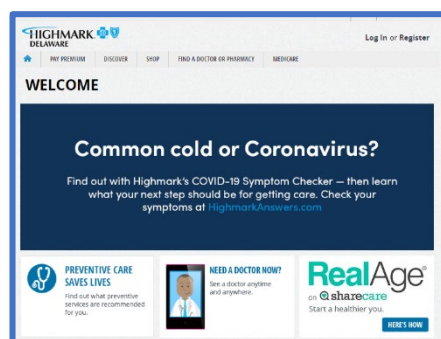 HIGHMARK
DELAWARE
Log In or Register
PAY PREMIUM DISCOVER SHOP FIND A DOCTOR OR PHARMACY MEDICARE
WELCOME
Common cold or Coronavirus?
Find out with Highmark's COVID-19 Symptom Checker — then learn
what your next step should be for getting care. Check your
symptoms at HighmarkAnswers.com
PREVENTIVE CARE
SAVES LIVES
Find out what preventive
services are recommended
for you.
NEED A DOCTOR NOW?
See a doctor anytime
and anywhere.
RealAge®
on sharecare
Start a healthier you.
HERE'S HOW